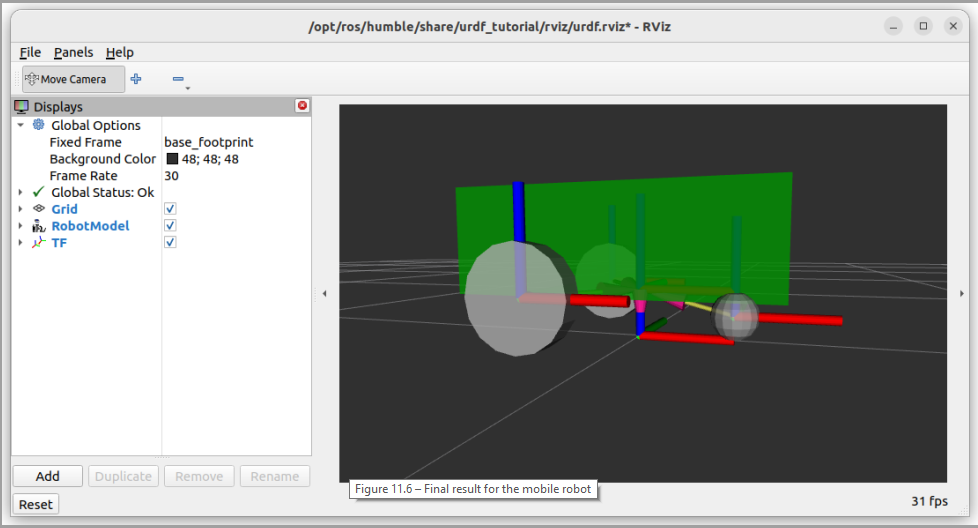 /opt/ros/humble/share/urdf_tutorial/rviz/urdf.rviz* - RViz
File Panels Help
Move Camera
Displays
Global Options
Fixed Frame base_footprint
Background Color 48; 48; 48
Frame Rate 30
Global Status: Ok
Grid
RobotModel
TF
Add Duplicate Remove Rename
Figure 11.6 – Final result for the mobile robot
Reset
31 fps